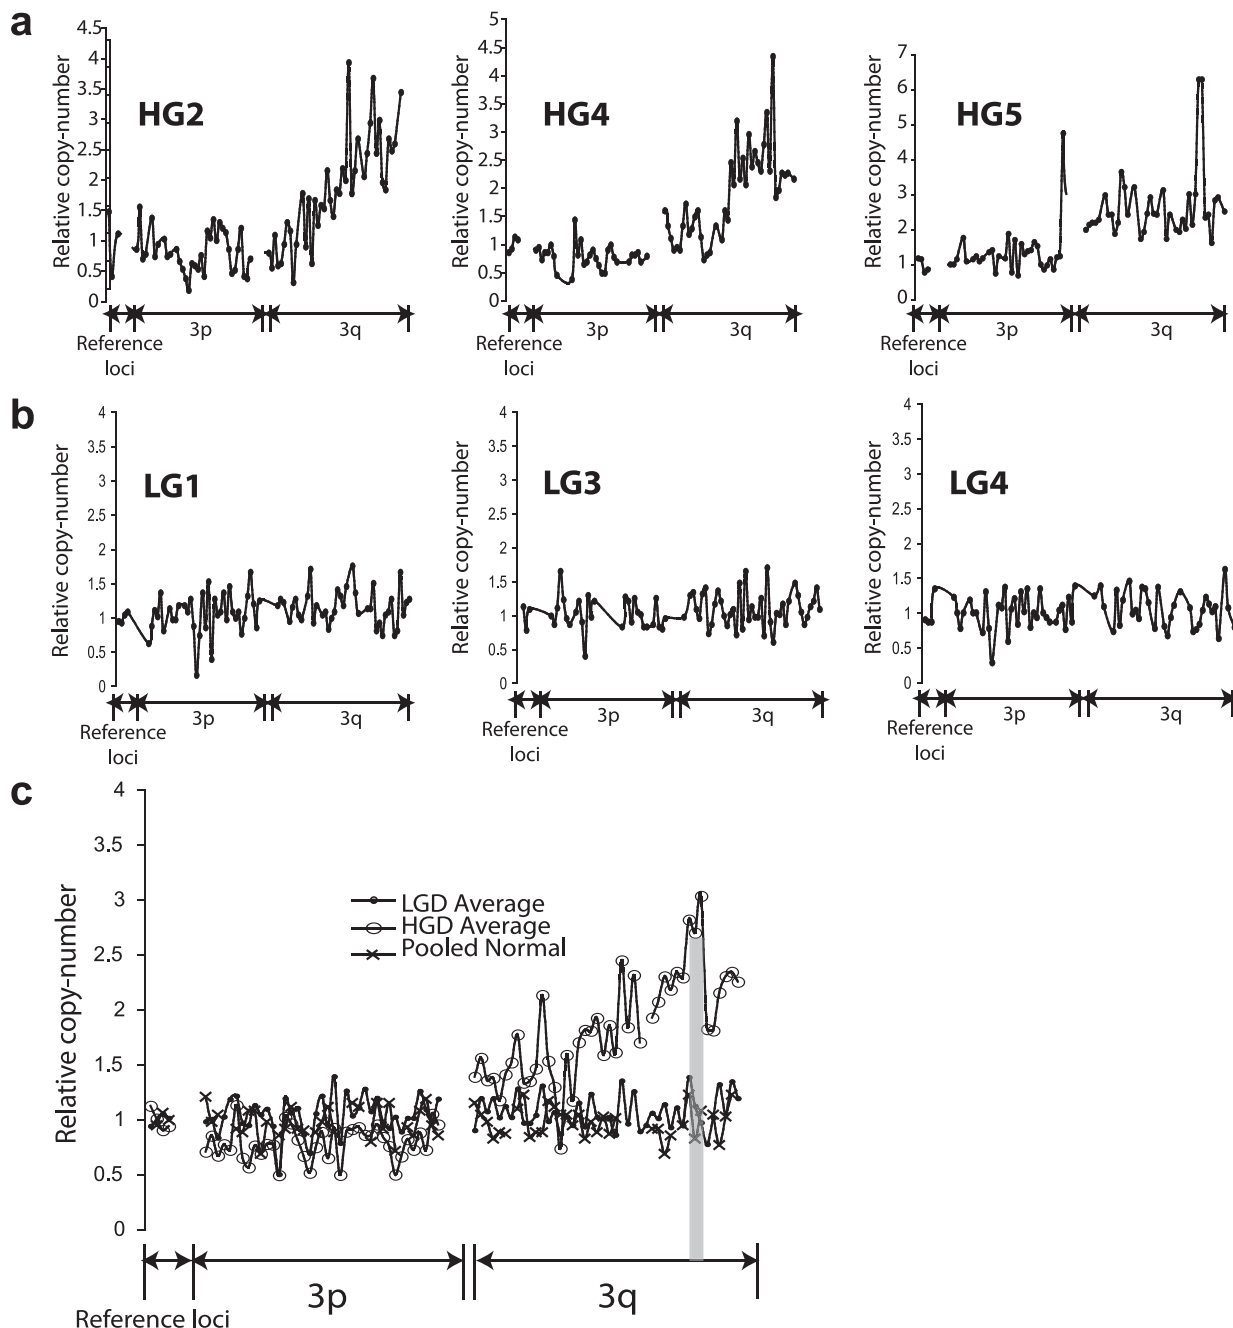 a
Relative copy-number
4.5
4
3.5
3
2.5
2
1.5
1
0.5
0
HG2
3p
3q
Reference
loci
Relative copy-number
5
4.5
4
3.5
3
2.5
2
1.5
1
0.5
0
HG4
3p
3q
Reference
loci
Relative copy-number
7
6
5
4
3
2
1
0
HG5
3p
3q
Reference
loci
b
Relative copy-number
4
3.5
3
2.5
2
1.5
1
0.5
0
LG1
3p
3q
Reference
loci
Relative copy-number
4
3.5
3
2.5
2
1.5
1
0.5
0
LG3
3p
3q
Reference
loci
Relative copy-number
4
3.5
3
2.5
2
1.5
1
0.5
0
LG4
3p
3q
Reference
loci
c
Relative copy-number
4
3.5
3
2.5
2
1.5
1
0.5
0
LGD Average
HGD Average
Pooled Normal
3p
3q
Reference loci